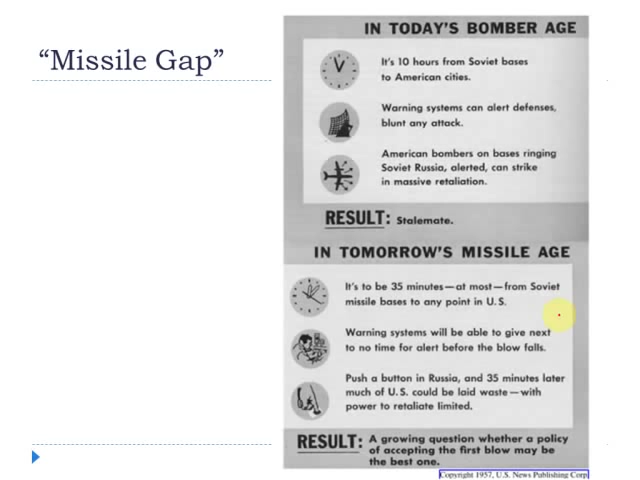 “Missile Gap”
IN TODAY'S BOMBER AGE
It's 10 hours from Soviet bases
to American cities.
Warning systems can alert defenses,
blunt any attack.
American bombers on bases ringing
Soviet Russia, alerted, can strike
in massive retaliation.
RESULT: Stalemate.
IN TOMORROW'S MISSILE AGE
It's to be 35 minutes—at most—from Soviet
missile bases to any point in U.S.
Warning systems will be able to give next
to no time for alert before the blow falls.
Push a button in Russia, and 35 minutes later
much of U.S. could be laid waste—with
power to retaliate limited.
RESULT: A growing question whether a policy
of accepting the first blow may be
the best one.
Copyright 1957, U.S. News Publishing Corp